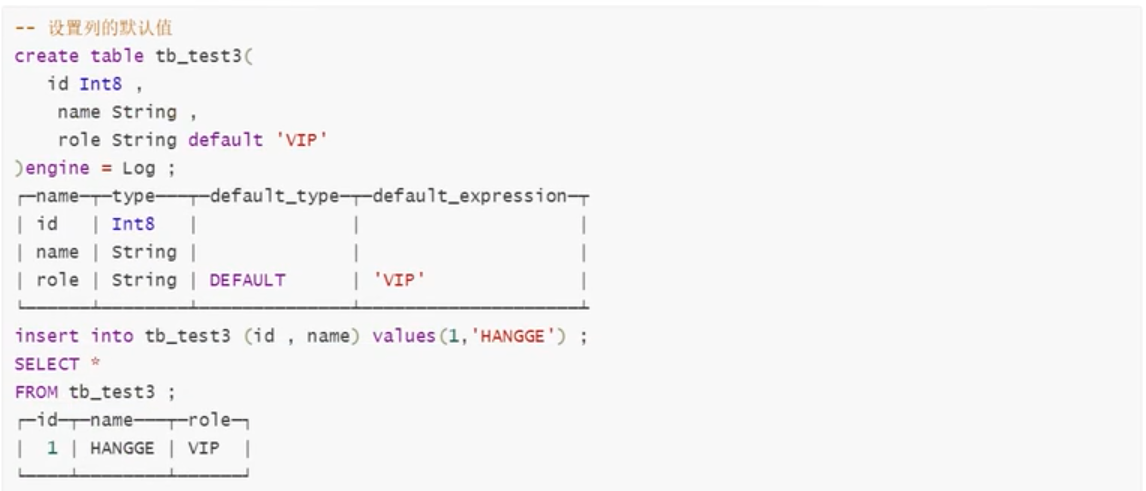 -- 设置列的默认值
create table tb_test3(
   id Int8 ,
    name String ,
    role String default 'VIP'
)engine = Log ;
┌─name─┬─type───┬─default_type─┬─default_expression─┬
| id   | Int8   |              |                    |
| name | String |              |                    |
| role | String | DEFAULT      | 'VIP'              |
└──────┴────────┴──────────────┴────────────────────┴
insert into tb_test3 (id , name) values(1,'HANGGE') ;
SELECT *
FROM tb_test3 ;
┌─id─┬─name───┬─role─┐
|  1 | HANGGE | VIP  |
└────┴────────┴──────┘